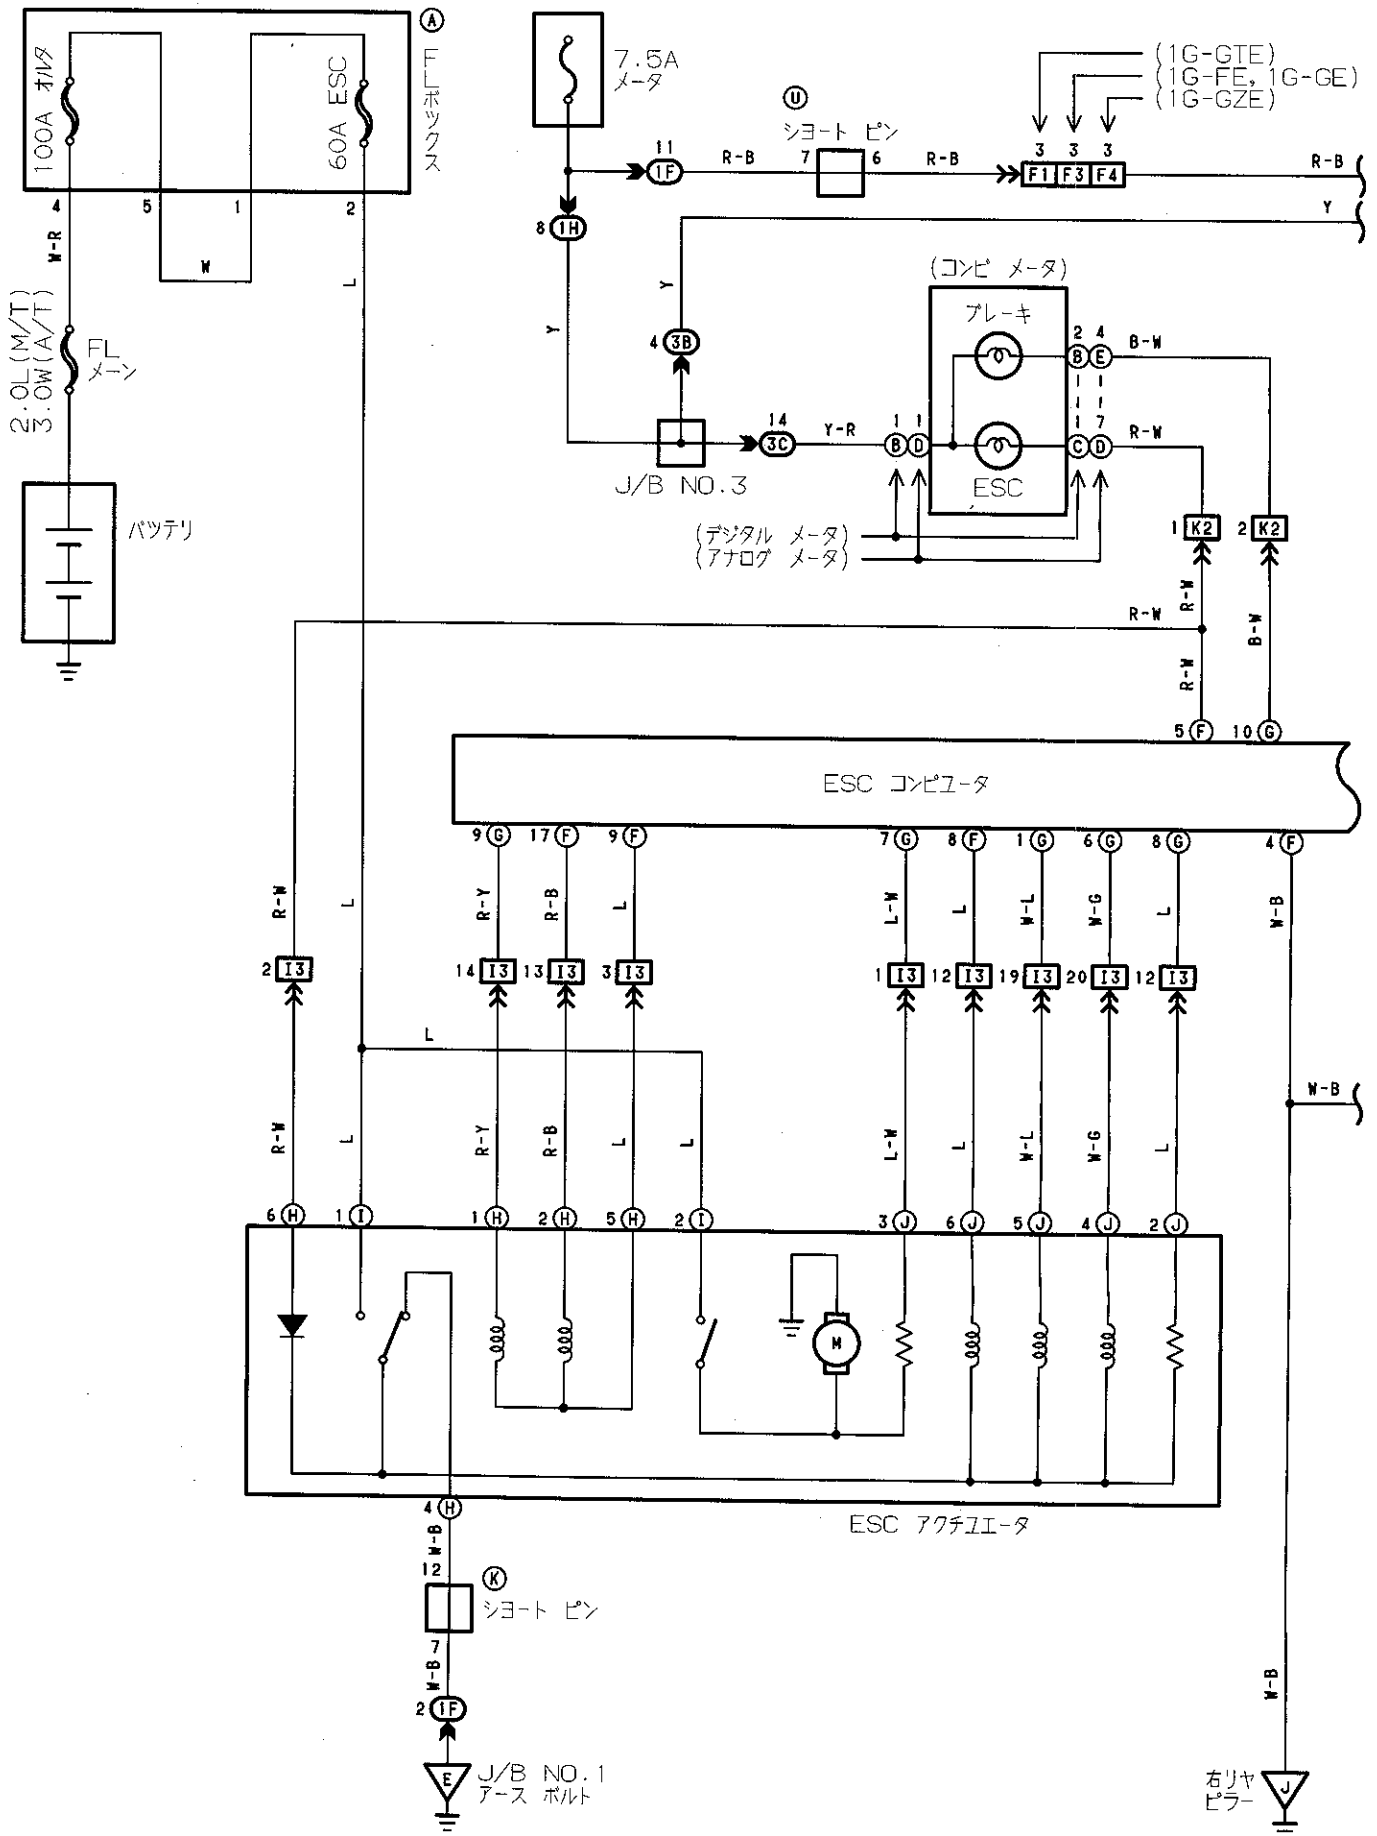 A
FLボックス
100A オルタ
60A ESC
4
5
1
2
W-R
W
L
2.0L(M/T)
3.0W(A/T)
FL
メーン
バッテリ
7.5A
メータ
11
1F
R-B
U
ショート ピン
7
6
R-B
(1G-GTE)
(1G-FE, 1G-GE)
(1G-GZE)
3 3 3
F1 F3 F4
R-B
Y
8 1H
Y
Y
4 3B
J/B NO.3
14
3C
Y-R
1 1
B D
(コンビ メータ)
ブレーキ
ESC
2 4
B E
B-W
1 7
C D
R-W
(デジタル メータ)
(アナログ メータ)
1 K2
2 K2
R-W
R-W
B-W
R-W
5 F
10 G
ESC コンピュータ
9 G
17 F
9 F
7 G
8 F
1 G
6 G
8 G
4 F
R-W
L
R-Y
R-B
L
L-W
L
W-L
W-G
L
W-B
2 I3
14 I3
13 I3
3 I3
1 I3
12 I3
19 I3
20 I3
12 I3
L
W-B
R-W
L
R-Y
R-B
L
L
L-W
L
W-L
W-G
L
6 H
1 I
1 H
2 H
5 H
2 I
3 J
6 J
5 J
4 J
2 J
M
4 H
ESC アクチュエータ
W-B
12
K
ショート ピン
7
W-B
2 1F
E
J/B NO.1
アース ボルト
W-B
右リヤ
ピラー
J